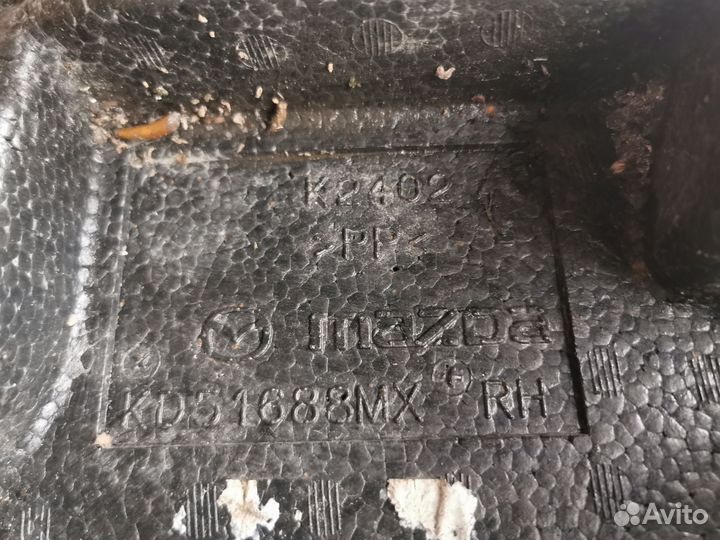 K2402
>PP<
mazda
KD51688MX RH
Avito